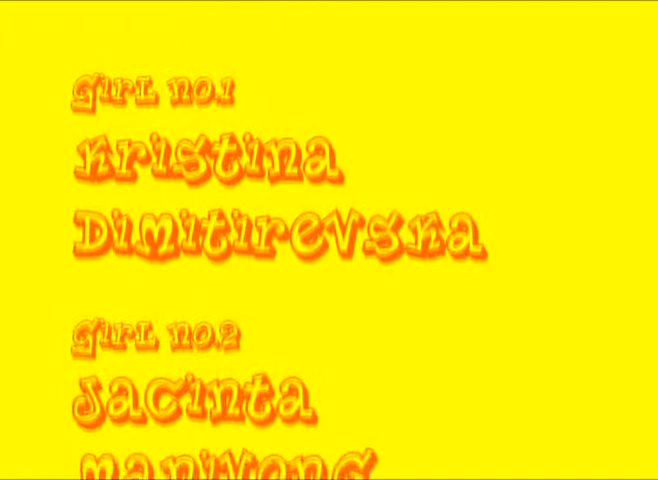 Girl no.1
Kristina
Dimitirevska
Girl no.2
Jacinta